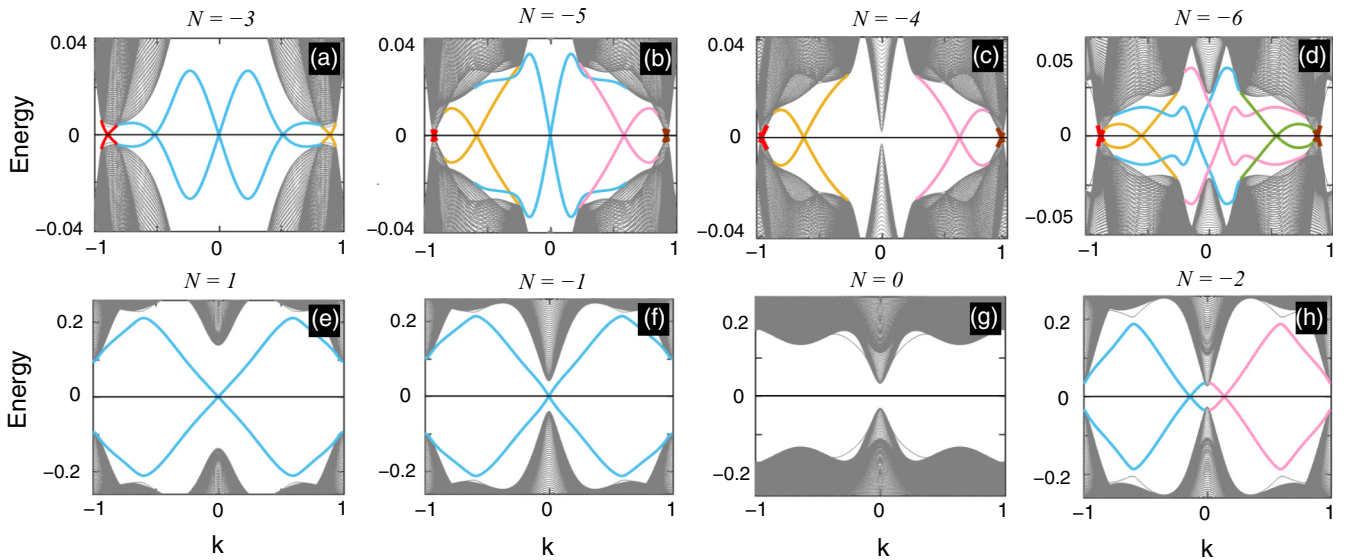 N = −3 N = −5 N = −4 N = −6
(a) (b) (c) (d)
0.04 0.04 0.04 0.05
Energy
0 0 0 0
−0.04 −0.04 −0.04 −0.05
−1 0 1 −1 0 1 −1 0 1 −1 0 1
N = 1 N = −1 N = 0 N = −2
(e) (f) (g) (h)
0.2 0.2 0.2 0.2
Energy
0 0 0 0
−0.2 −0.2 −0.2 −0.2
−1 0 1 −1 0 1 −1 0 1 −1 0 1
k k k k